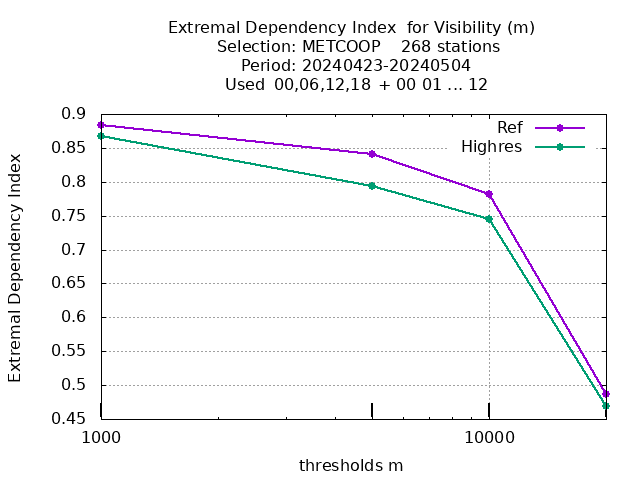 Extremal Dependency Index  for Visibility (m)
Selection: METCOOP    268 stations
Period: 20240423-20240504
Used  00,06,12,18 + 00 01 ... 12
Ref
Highres
0.9
0.85
0.8
0.75
0.7
0.65
0.6
0.55
0.5
0.45
Extremal Dependency Index
1000
10000
thresholds m